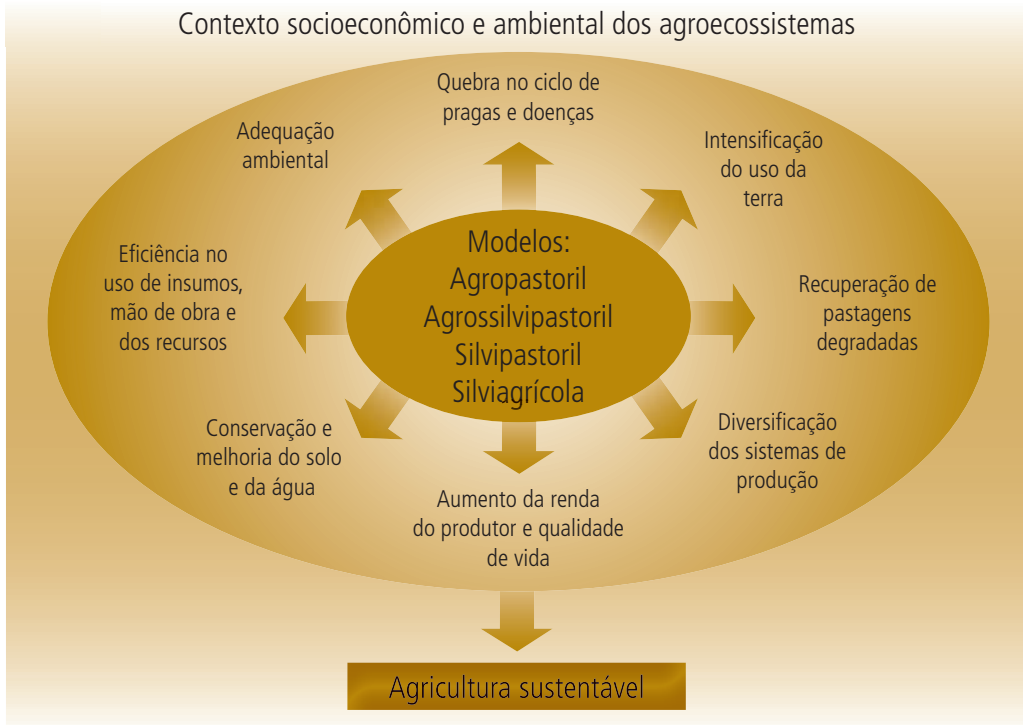 Contexto socioeconômico e ambiental dos agroecossistemas
Quebra no ciclo de
pragas e doenças
Adequação
ambiental
Intensificação
do uso da
terra
Eficiência no
uso de insumos,
mão de obra e
dos recursos
Modelos:
Agropastoril
Agrossilvipastoril
Silvipastoril
Silviagrícola
Recuperação de
pastagens
degradadas
Conservação e
melhoria do solo
e da água
Diversificação
dos sistemas de
produção
Aumento da renda
do produtor e qualidade
de vida
Agricultura sustentável